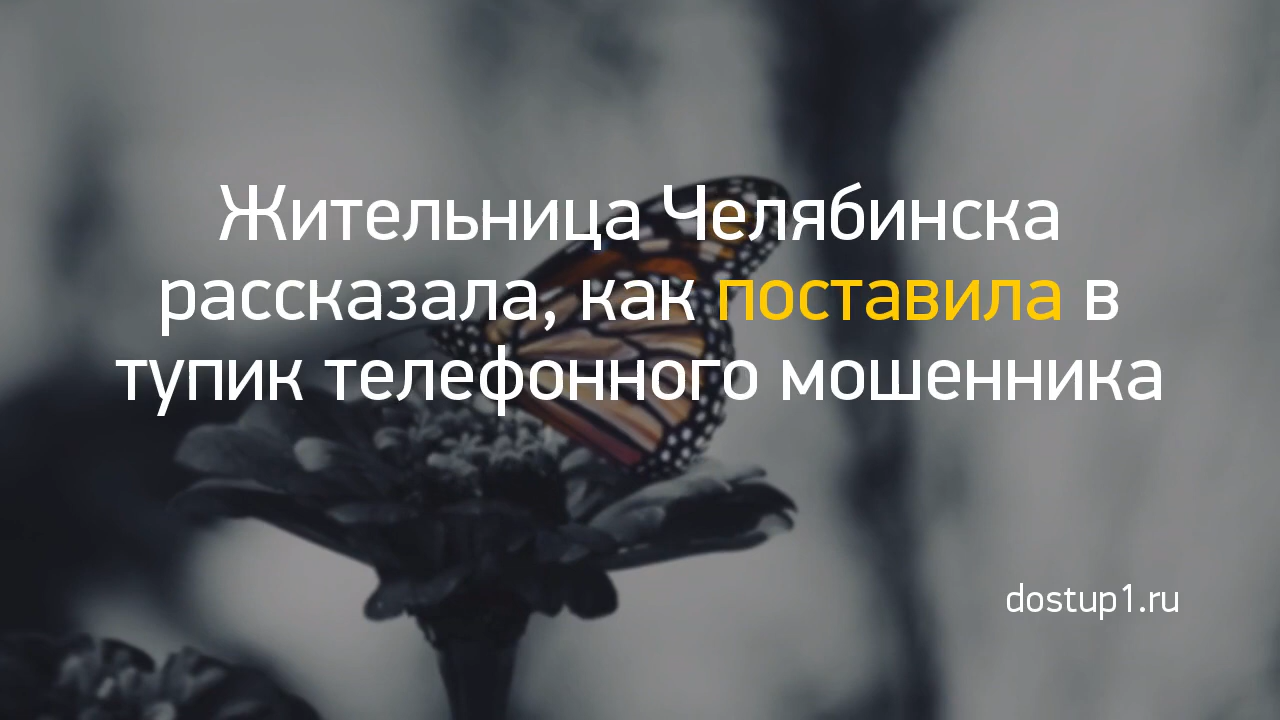 Жительница Челябинска
рассказала, как поставила в
тупик телефонного мошенника
dostup1.ru